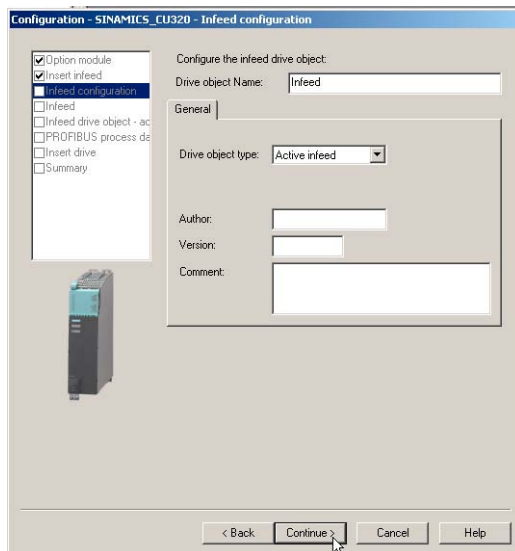 Configuration - SINAMICS_CU320 - Infeed configuration
Option module
Insert infeed
Infeed configuration
Infeed
Infeed drive object - ac
PROFIBUS process da
Insert drive
Summary
Configure the infeed drive object:
Drive object Name: Infeed
General
Drive object type: Active infeed
Author:
Version:
Comment:
< Back Continue > Cancel Help